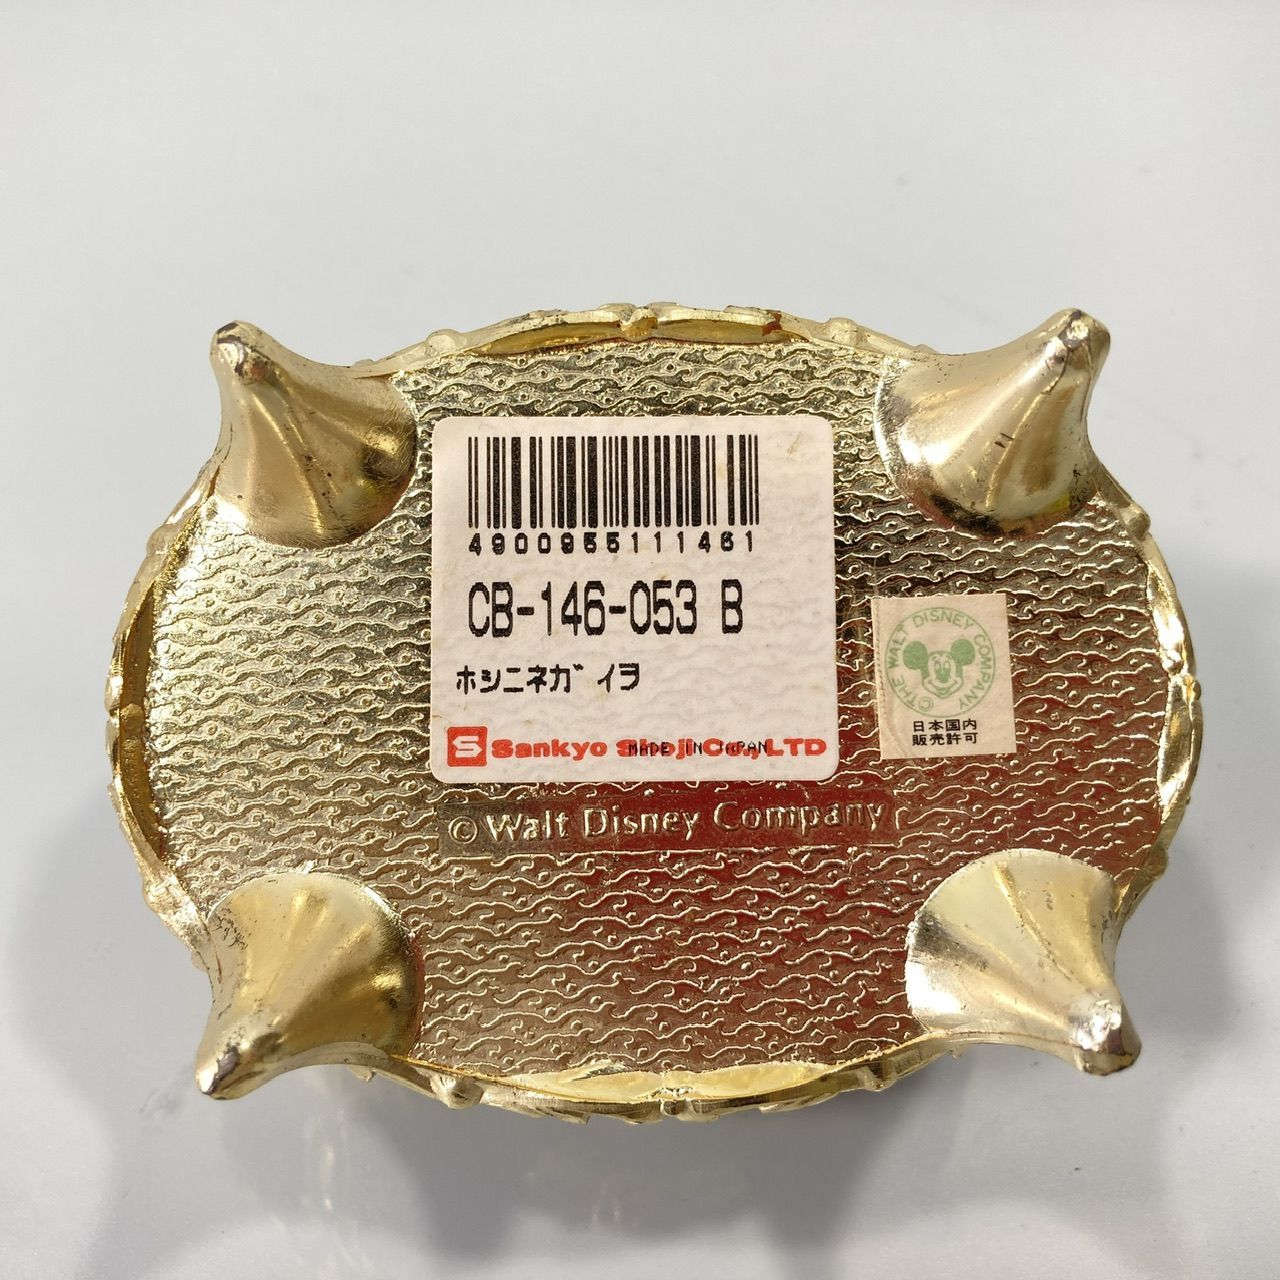 4900955111461
CB-146-053 B
ホシニネガイヲ
S Sankyo Shoji Co.,LTD
MADE IN JAPAN
© Walt Disney Company
©THE WALT DISNEY COMPANY
日本国内
販売許可